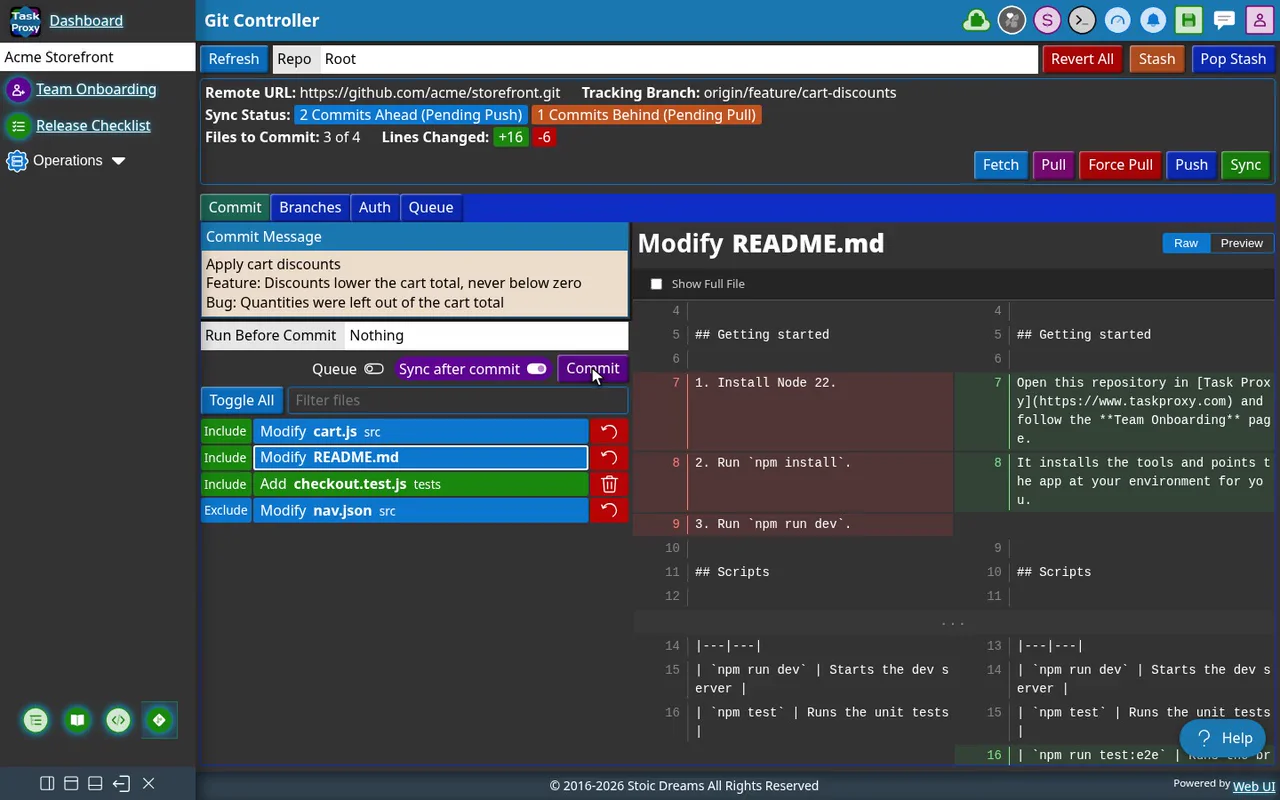 Task Proxy
Dashboard
Git Controller
S
Acme Storefront
Team Onboarding
Release Checklist
Operations
Refresh
Repo Root
Revert All
Stash
Pop Stash
Remote URL: https://github.com/acme/storefront.git Tracking Branch: origin/feature/cart-discounts
Sync Status: 2 Commits Ahead (Pending Push) 1 Commits Behind (Pending Pull)
Files to Commit: 3 of 4 Lines Changed: +16 -6
Fetch
Pull
Force Pull
Push
Sync
Commit
Branches
Auth
Queue
Commit Message
Apply cart discounts
Feature: Discounts lower the cart total, never below zero
Bug: Quantities were left out of the cart total
Run Before Commit Nothing
Queue
Sync after commit
Commit
Toggle All
Filter files
Include Modify cart.js src
Include Modify README.md
Include Add checkout.test.js tests
Exclude Modify nav.json src
Modify README.md
Raw
Preview
Show Full File
4 4
5 ## Getting started 5 ## Getting started
6 6
7 1. Install Node 22. 7 Open this repository in [Task Prox
y](https://www.taskproxy.com) and
follow the **Team Onboarding** pag
e.
8 2. Run `npm install`. 8 It installs the tools and points t
he app at your environment for yo
u.
9 3. Run `npm run dev`.
10 9
11 ## Scripts 10 ## Scripts
12 11
...
14 |---|---| 13 |---|---|
15 | `npm run dev` | Starts the dev s 14 | `npm run dev` | Starts the dev s
erver | erver |
16 | `npm test` | Runs the unit tests 15 | `npm test` | Runs the unit tests
| |
16 | `npm run test:e2e` |
Help
© 2016-2026 Stoic Dreams All Rights Reserved
Powered by Web UI